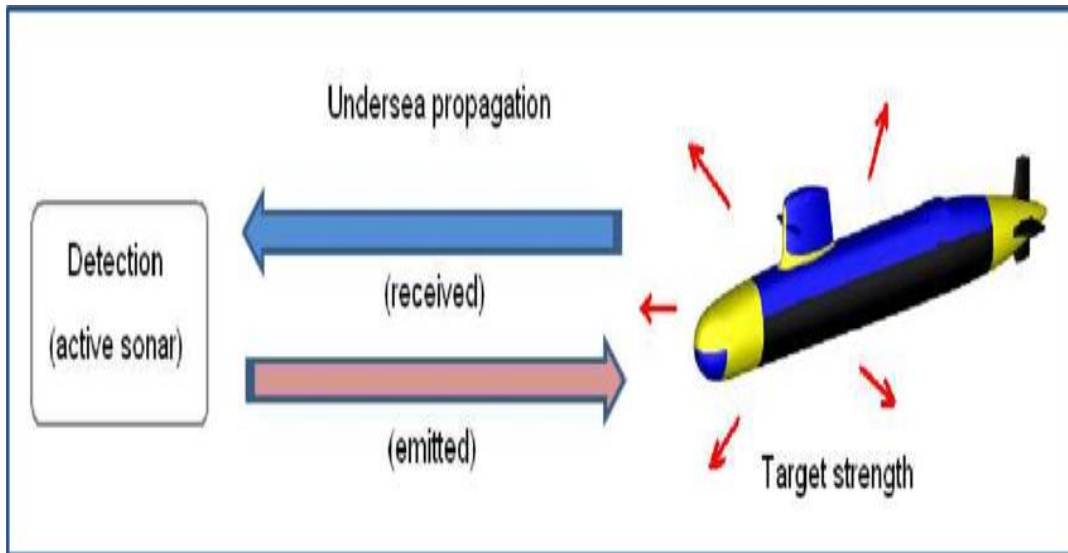 Undersea propagation
Detection
(active sonar)
(received)
(emitted)
Target strength